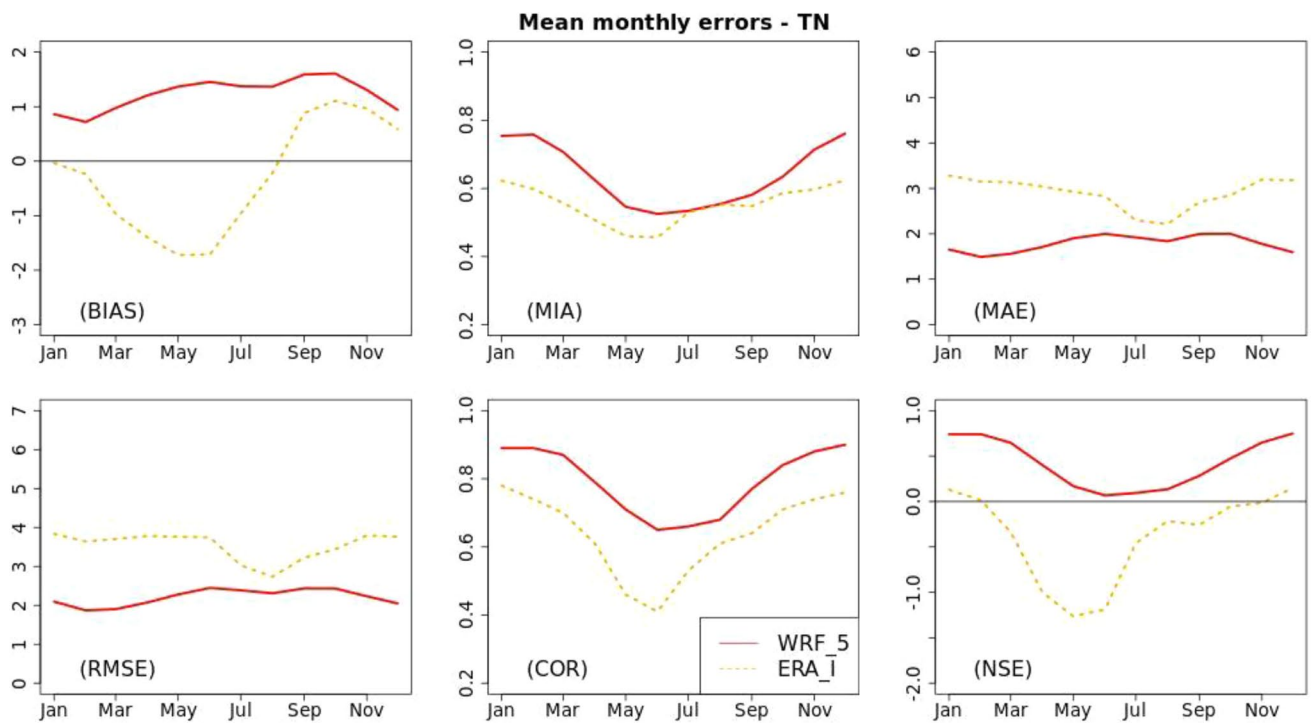 Mean monthly errors - TN
2
1
0
-1
-2
-3
(BIAS)
Jan Mar May Jul Sep Nov
1.0
0.8
0.6
0.4
0.2
(MIA)
Jan Mar May Jul Sep Nov
6
5
4
3
2
1
0
(MAE)
Jan Mar May Jul Sep Nov
7
6
5
4
3
2
1
0
(RMSE)
Jan Mar May Jul Sep Nov
1.0
0.8
0.6
0.4
0.2
(COR)
WRF_5
ERA_I
Jan Mar May Jul Sep Nov
1.0
0.0
-1.0
-2.0
(NSE)
Jan Mar May Jul Sep Nov